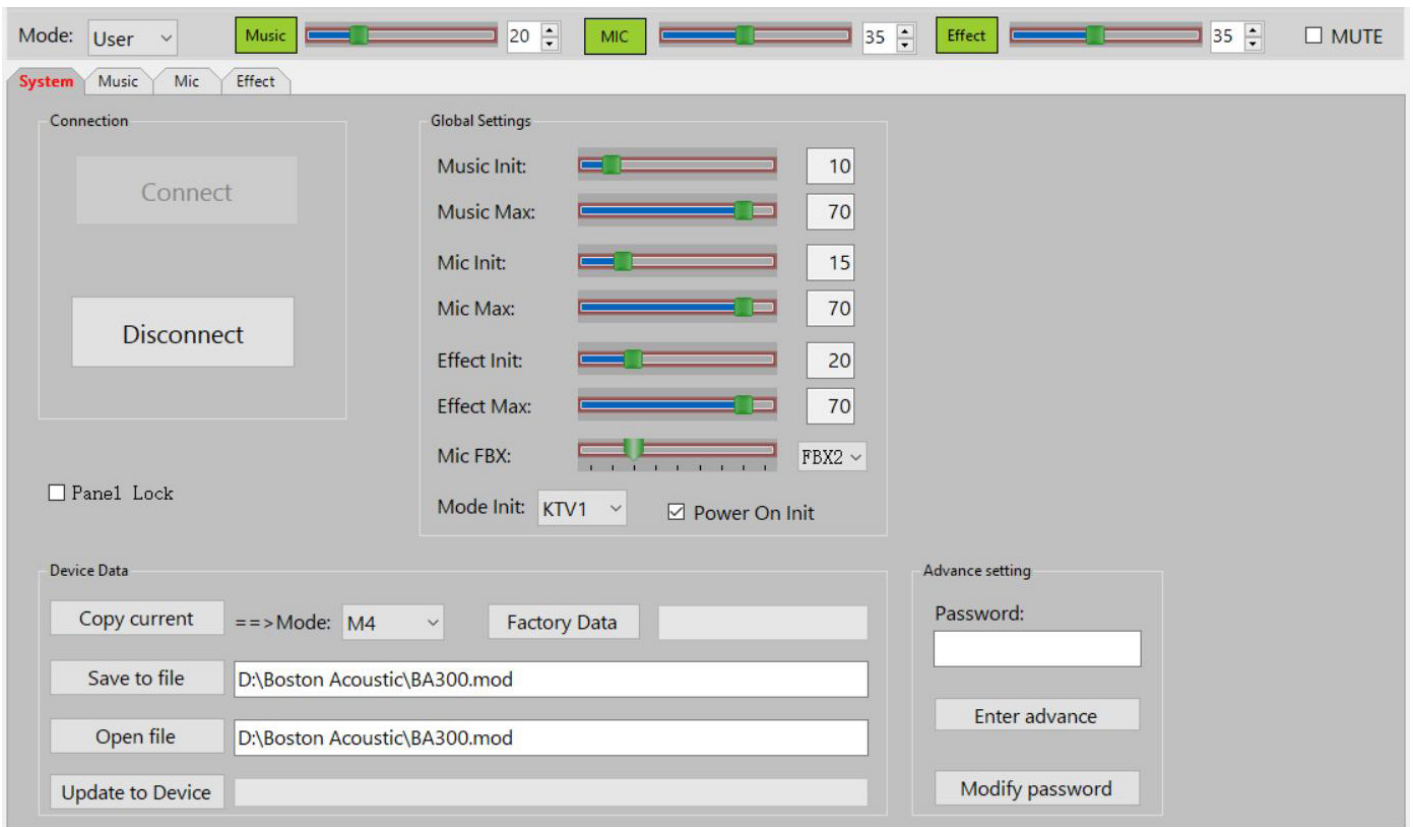 Mode: User Music 20 MIC 35 Effect 35 MUTE
System Music Mic Effect
Connection
Connect
Disconnect
Panel Lock
Global Settings
Music Init: 10
Music Max: 70
Mic Init: 15
Mic Max: 70
Effect Init: 20
Effect Max: 70
Mic FBX: FBX2
Mode Init: KTV1 Power On Init
Device Data
Copy current ==>Mode: M4 Factory Data
Save to file D:\Boston Acoustic\BA300.mod
Open file D:\Boston Acoustic\BA300.mod
Update to Device
Advance setting
Password:
Enter advance
Modify password